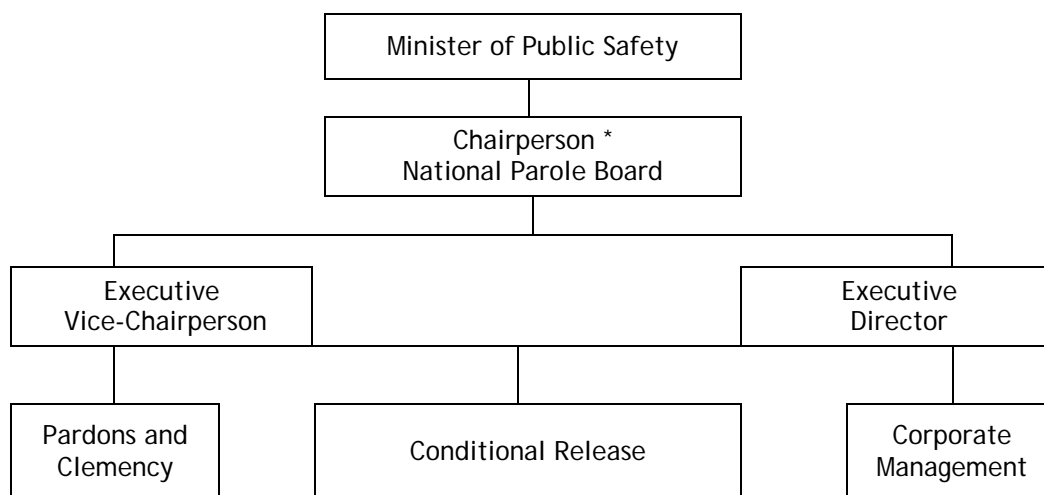 Minister of Public Safety
Chairperson *
National Parole Board
Executive
Vice-Chairperson
Executive
Director
Pardons and
Clemency
Conditional Release
Corporate
Management